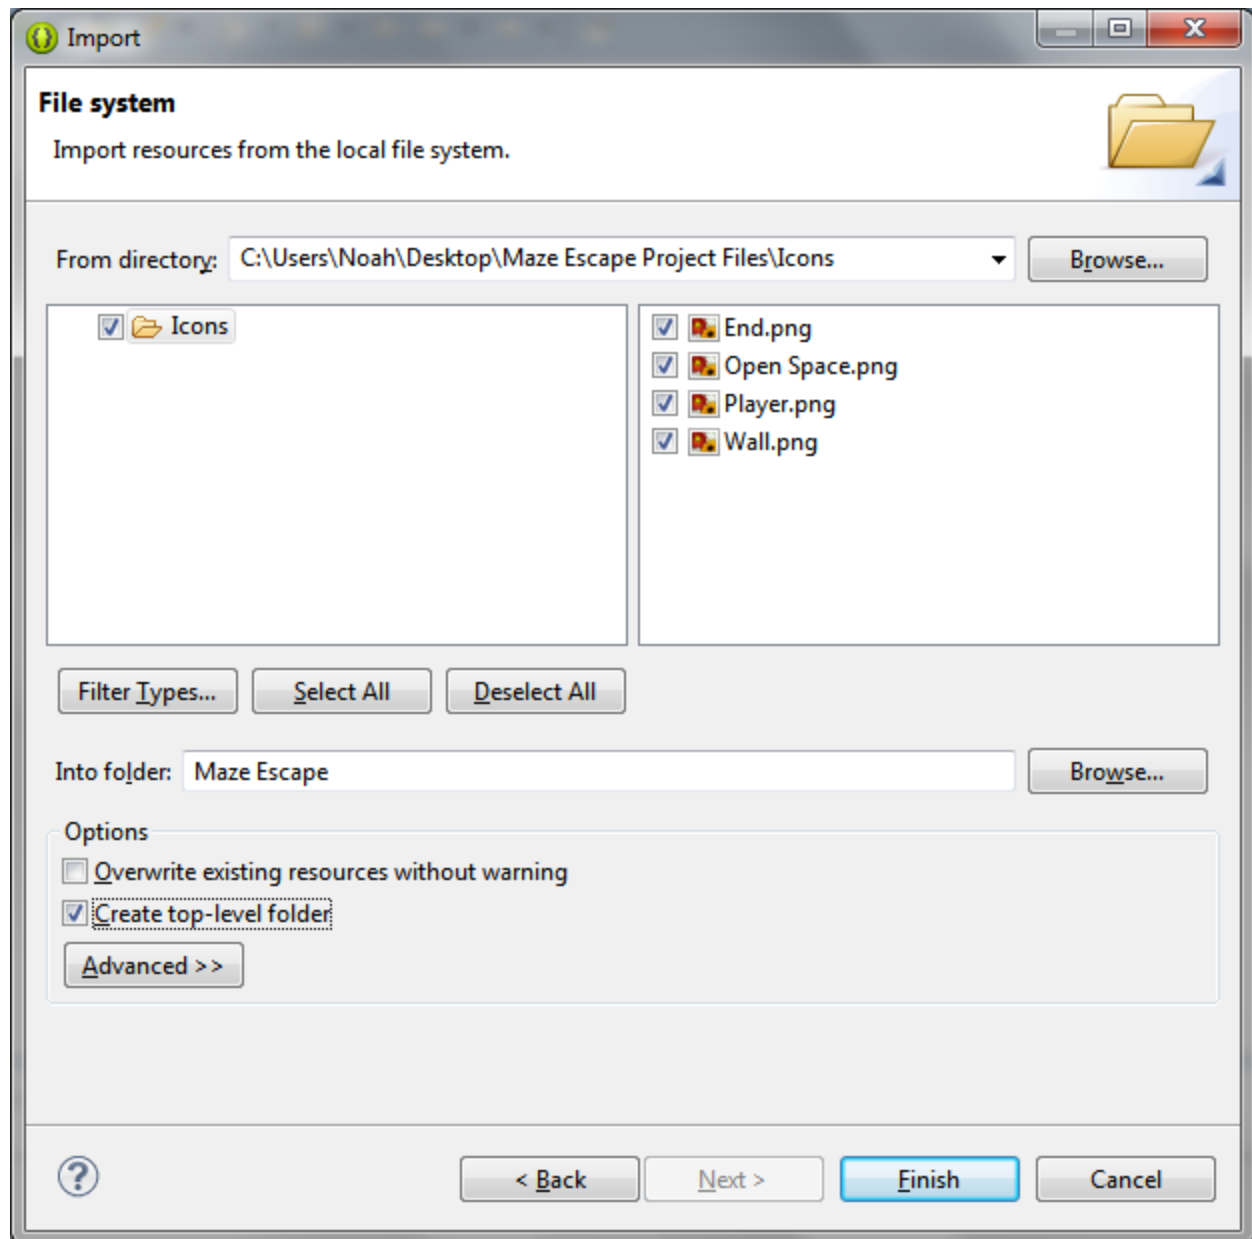 Import
File system
Import resources from the local file system.
From directory: C:\Users\Noah\Desktop\Maze Escape Project Files\Icons Browse...
Icons
End.png
Open Space.png
Player.png
Wall.png
Filter Types... Select All Deselect All
Into folder: Maze Escape Browse...
Options
Overwrite existing resources without warning
Create top-level folder
Advanced >>
? < Back Next > Finish Cancel